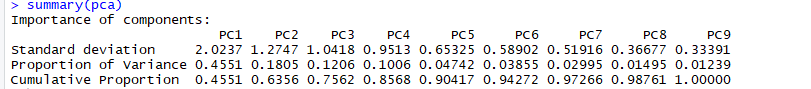 > summary(pca)
Importance of components:
PC1 PC2 PC3 PC4 PC5 PC6 PC7 PC8 PC9
Standard deviation 2.0237 1.2747 1.0418 0.9513 0.65325 0.58902 0.51916 0.36677 0.33391
Proportion of Variance 0.4551 0.1805 0.1206 0.1006 0.04742 0.03855 0.02995 0.01495 0.01239
Cumulative Proportion 0.4551 0.6356 0.7562 0.8568 0.90417 0.94272 0.97266 0.98761 1.00000